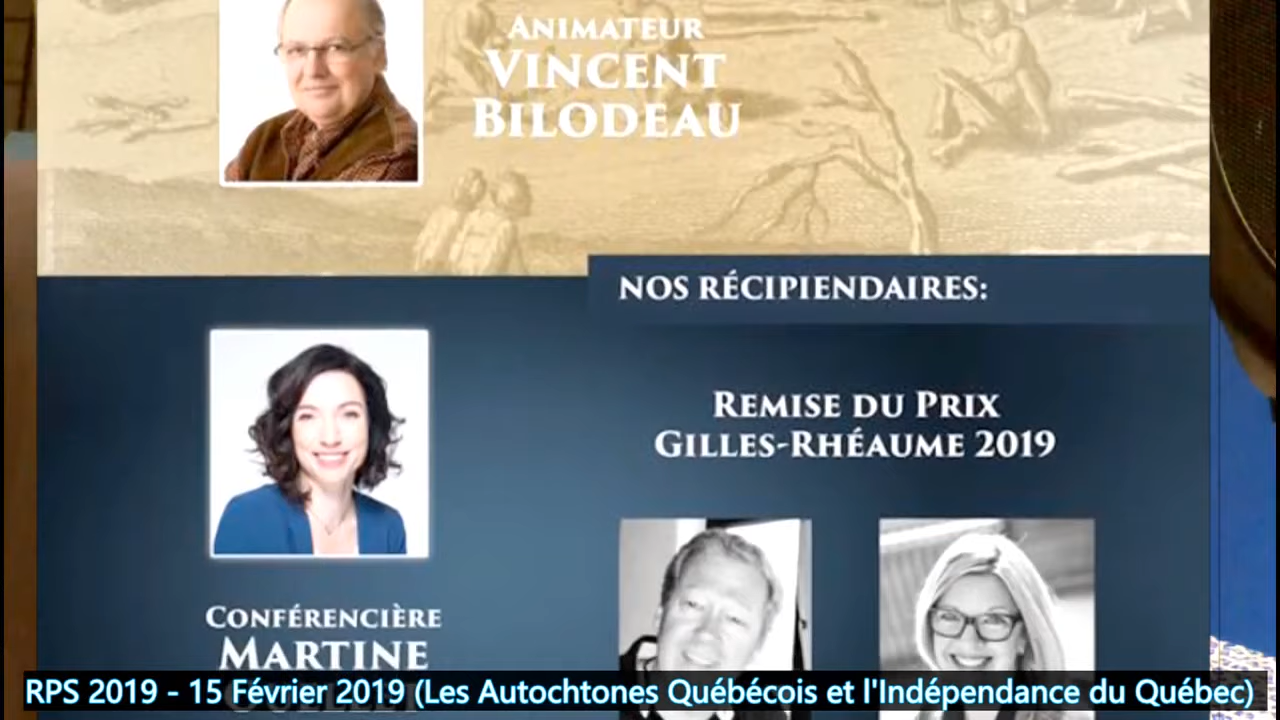 ANIMATEUR
VINCENT
BILODEAU
NOS RÉCIPIENDAIRES:
REMISE DU PRIX
GILLES-RHÉAUME 2019
CONFÉRENCIÈRE
MARTINE
RPS 2019 - 15 Février 2019 (Les Autochtones Québécois et l'Indépendance du Québec)